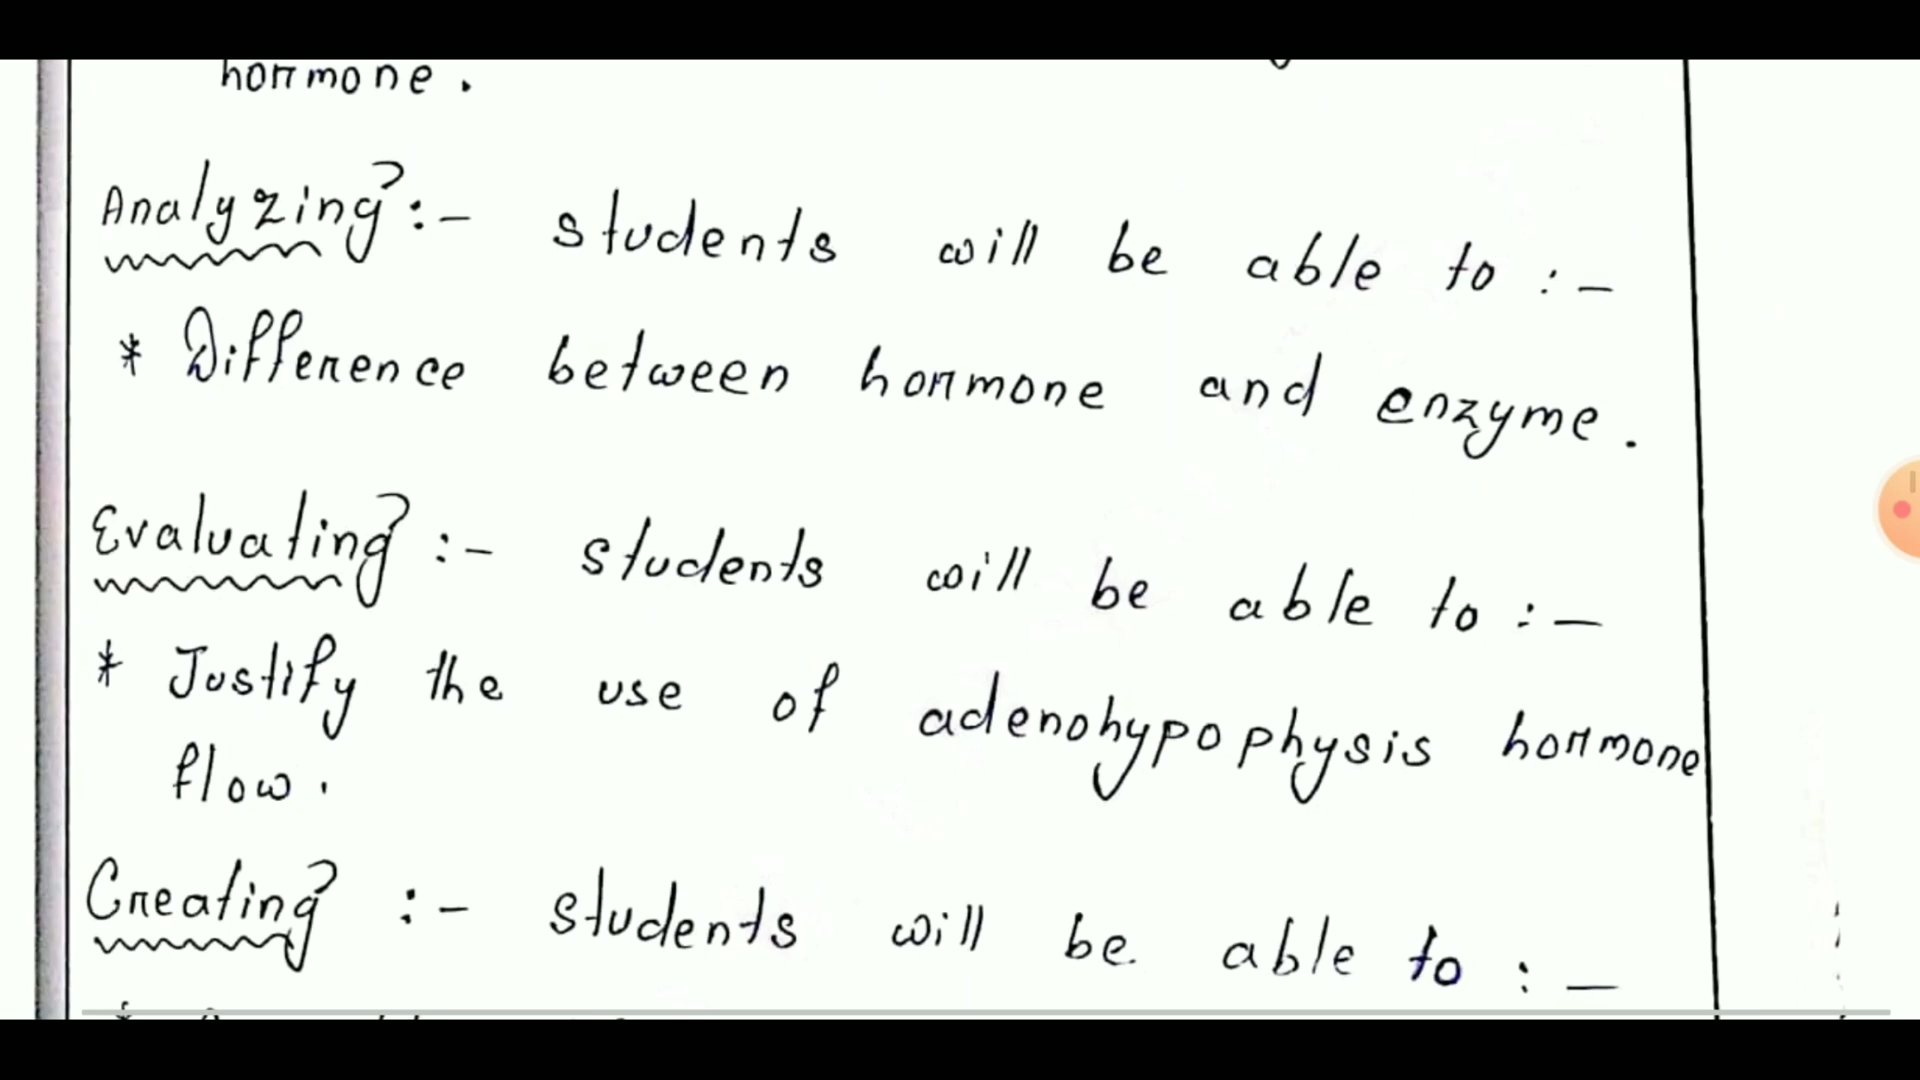 hormone.
Analyzing :- students will be able to :-
* Difference between hormone and enzyme.
Evaluating :- students will be able to :-
* Justify the use of adenohypophysis hormone
flow.
Creating :- students will be able to :-